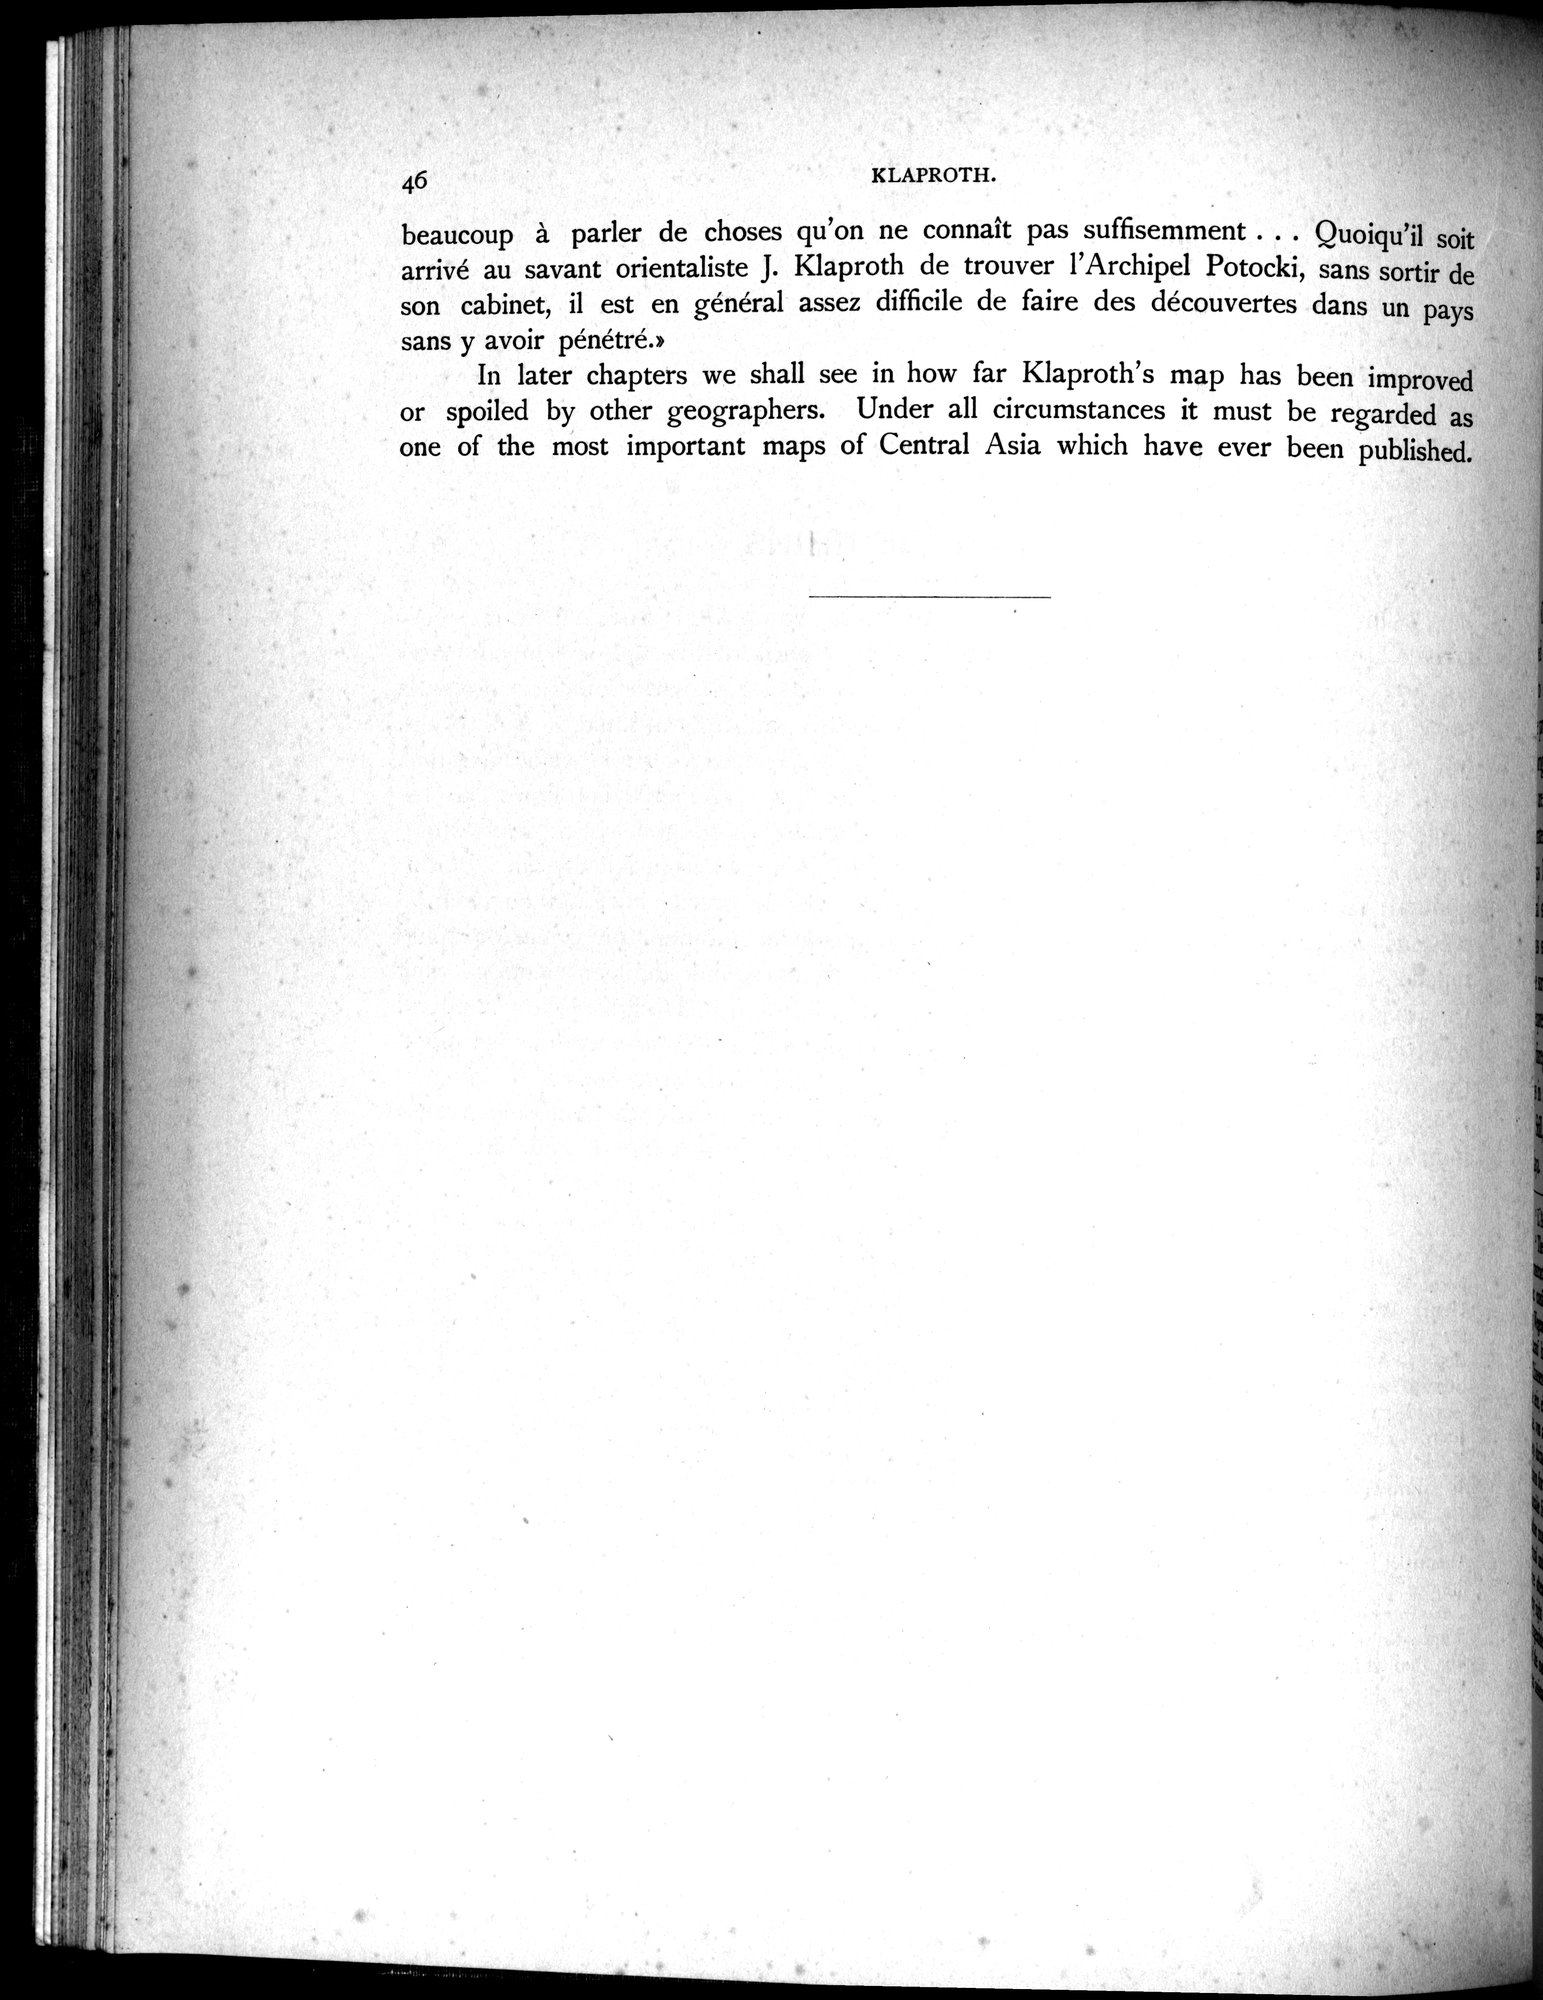 46
KLAPROTH.
beaucoup à parler de choses qu'on ne connaît pas suffisemment . . . Quoiqu'il soit
arrivé au savant orientaliste J. Klaproth de trouver l'Archipel Potocki, sans sortir de
son cabinet, il est en général assez difficile de faire des découvertes dans un pays
sans y avoir pénétré.»
In later chapters we shall see in how far Klaproth's map has been improved
or spoiled by other geographers. Under all circumstances it must be regarded as
one of the most important maps of Central Asia which have ever been published.